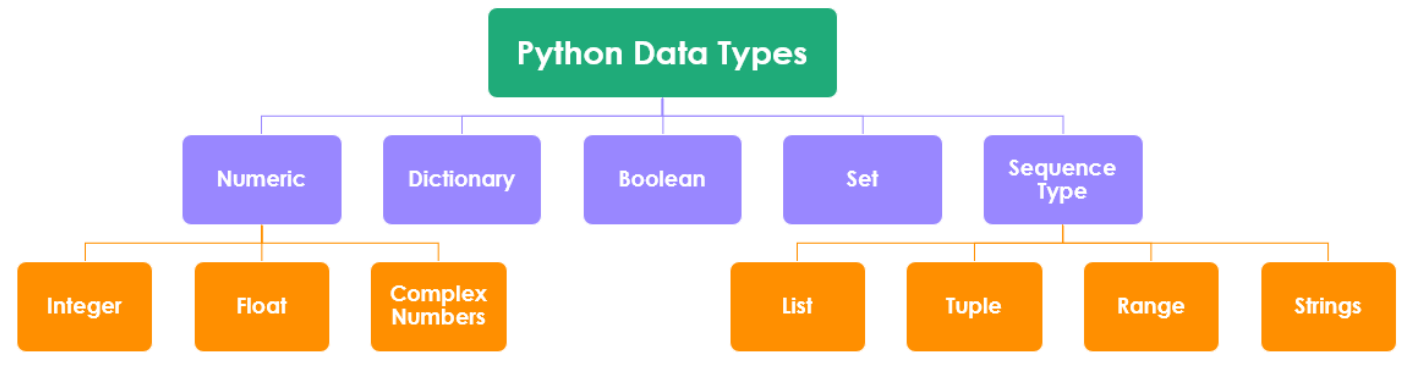 Python Data Types
Numeric
Dictionary
Boolean
Set
Sequence
Type
Integer
Float
Complex
Numbers
List
Tuple
Range
Strings